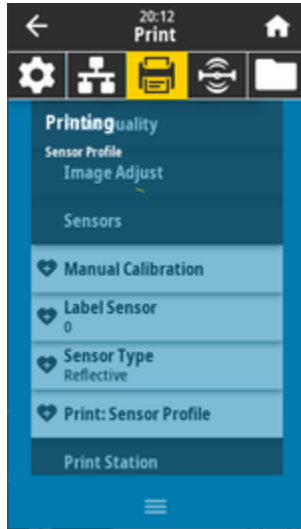 20:12
Print
Printing
Sensor Profile
Image Adjust
Sensors
Manual Calibration
Label Sensor
0
Sensor Type
Reflective
Print: Sensor Profile
Print Station